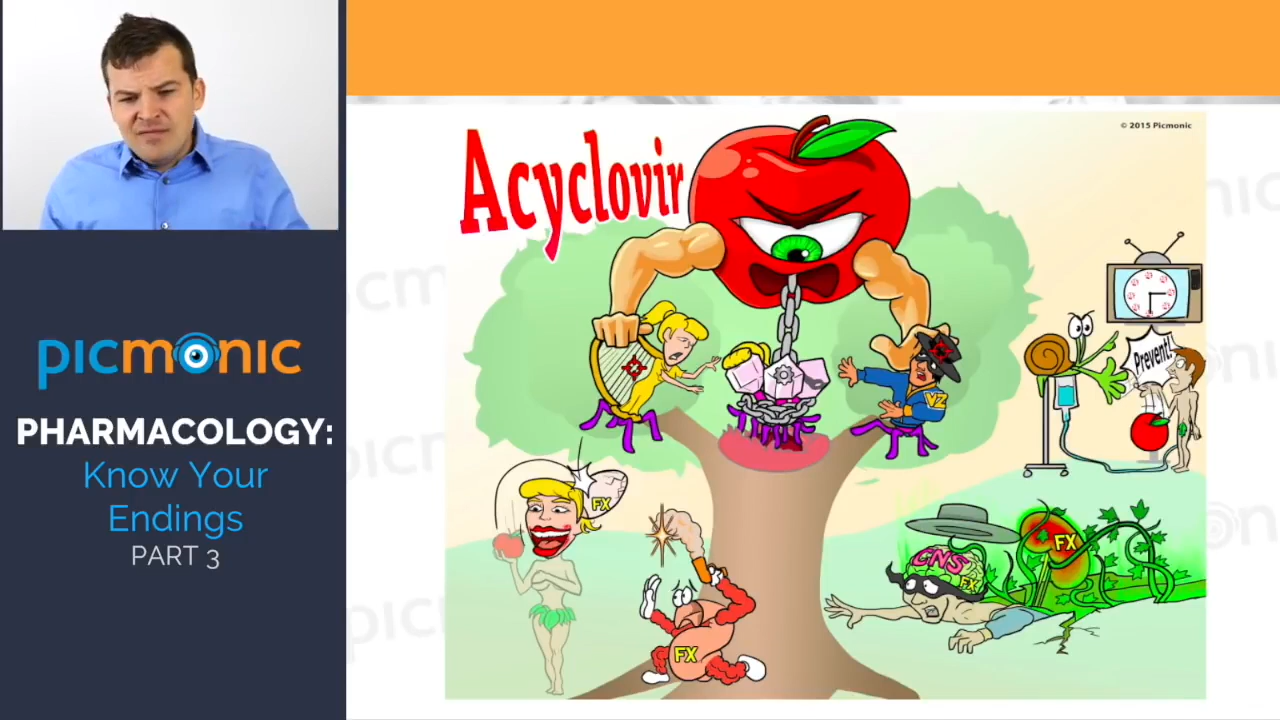 © 2015 Picmonic
Acyclovir
Prevent!
VZ
FX
CNS
FX
FX
FX
picmonic
PHARMACOLOGY:
Know Your
Endings
PART 3